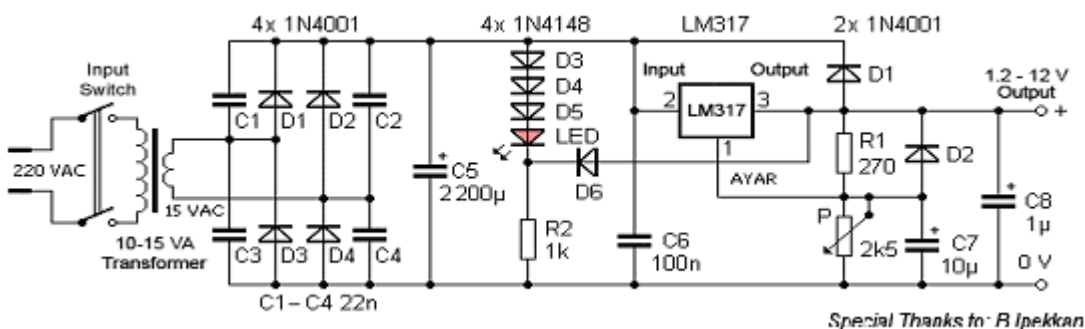 4x 1N4001
4x 1N4148
LM317
2x 1N4001
Input
Switch
220 VAC
15 VAC
10-15 VA
Transformer
C1
D1
D2
C2
C3
D3
D4
C4
C1 – C4 22n
+
C5
2200µ
D3
D4
D5
LED
D6
R2
1k
C6
100n
Input
Output
2
LM317
3
1
AYAR
D1
R1
270
D2
P
2k5
+
C7
10µ
+
C8
1µ
1.2 - 12 V
Output
+
0 V
Special Thanks to: B.Ipekkan